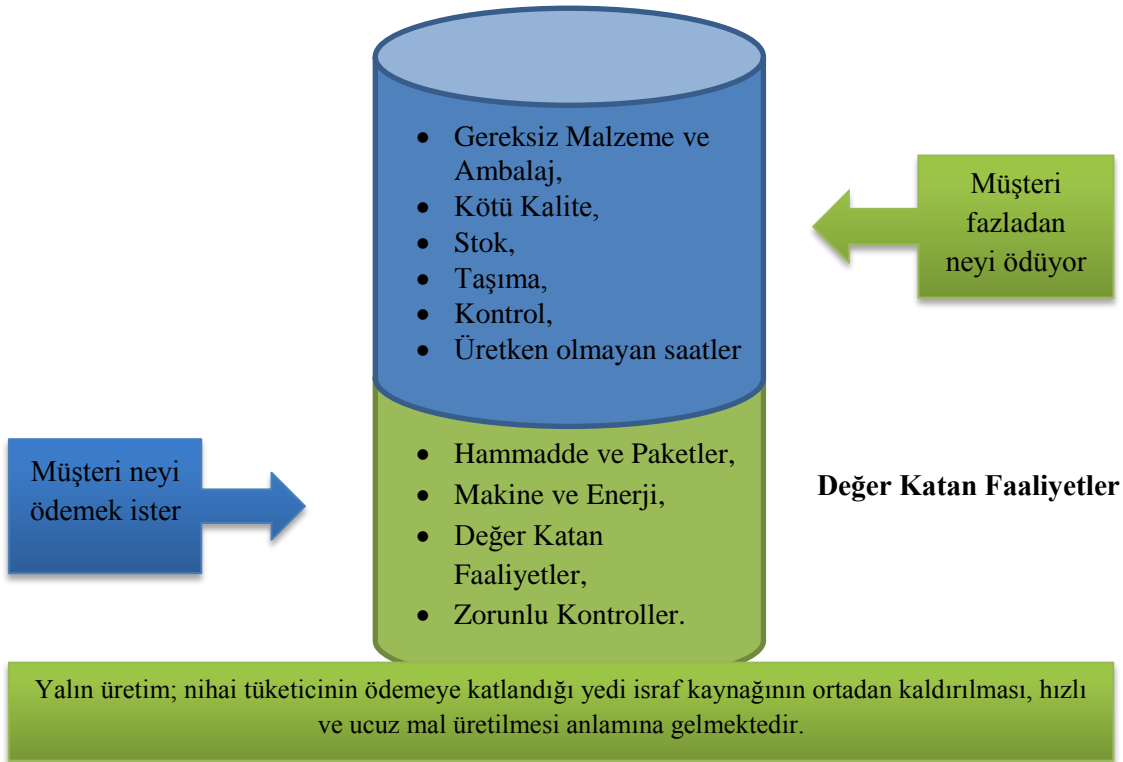 • Gereksiz Malzeme ve
Ambalaj,
• Kötü Kalite,
• Stok,
• Taşıma,
• Kontrol,
• Üretken olmayan saatler
Müşteri
fazladan
neyi ödüyor
Müşteri neyi
ödemek ister
• Hammadde ve Paketler,
• Makine ve Enerji,
• Değer Katan
Faaliyetler,
• Zorunlu Kontroller.
Değer Katan Faaliyetler
Yalın üretim; nihai tüketicinin ödemeye katlandığı yedi israf kaynağının ortadan kaldırılması, hızlı
ve ucuz mal üretilmesi anlamına gelmektedir.